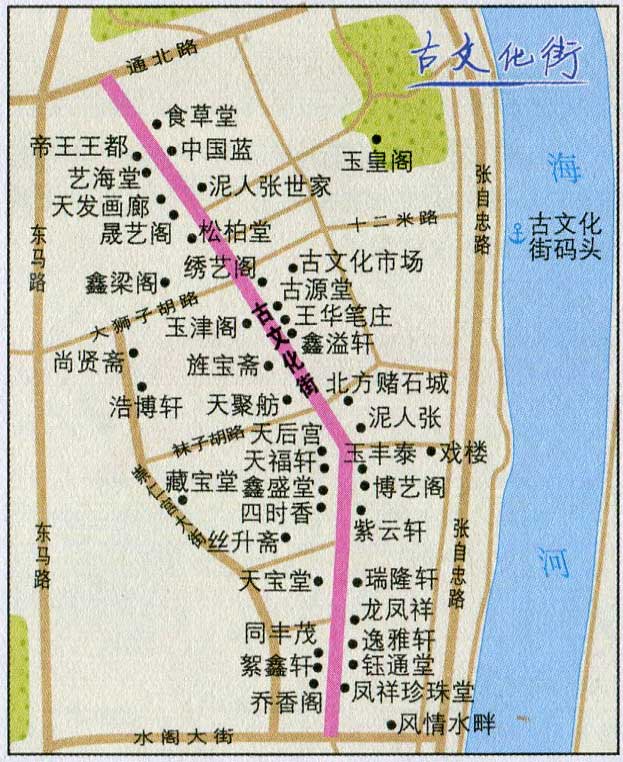 古文化街
通北路
食草堂
帝王王都
中国蓝
玉皇阁
艺海堂
泥人张世家
天发画廊
晟艺阁
松柏堂
十二米路
张自忠路
海
古文化
街码头
东马路
绣艺阁
古文化市场
鑫梁阁
古源堂
大狮子胡路
玉津阁
王华笔庄
古文化街
鑫溢轩
尚贤斋
旌宝斋
北方赌石城
浩博轩
天聚舫
泥人张
袜子胡路
天后宫
玉丰泰
戏楼
天福轩
藏宝堂
鑫盛堂
博艺阁
四时香
崇仁宫大街
紫云轩
丝升斋
东马路
张自忠路
河
天宝堂
瑞隆轩
龙凤祥
同丰茂
逸雅轩
絮鑫轩
钰通堂
乔香阁
凤祥珍珠堂
风情水畔
水阁大街